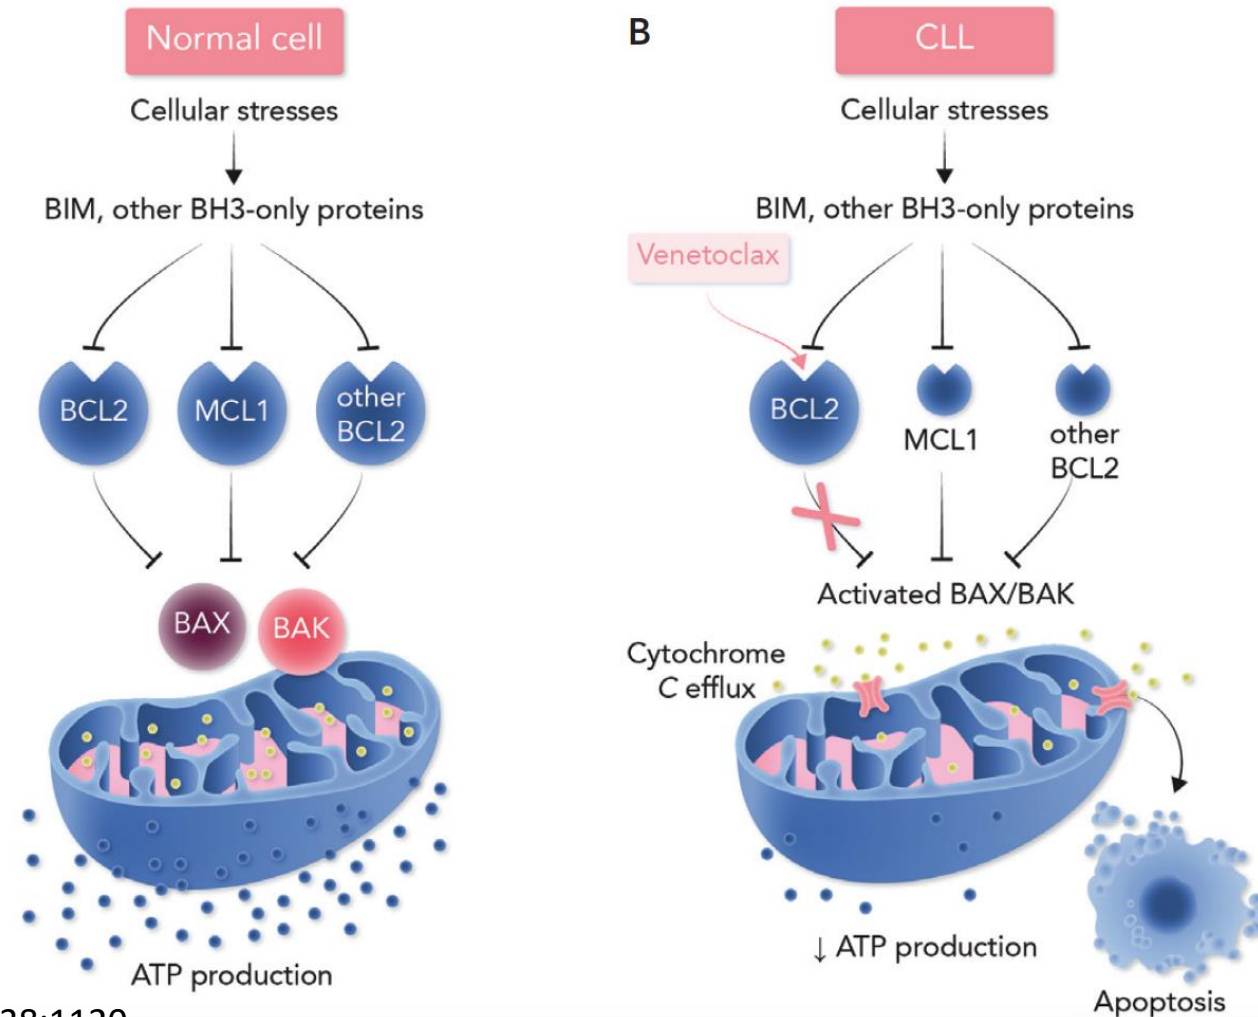 Normal cell
Cellular stresses
BIM, other BH3-only proteins
BCL2
MCL1
other
BCL2
BAX
BAK
ATP production
B
CLL
Cellular stresses
BIM, other BH3-only proteins
Venetoclax
BCL2
MCL1
other
BCL2
Activated BAX/BAK
Cytochrome
C efflux
↓ ATP production
Apoptosis